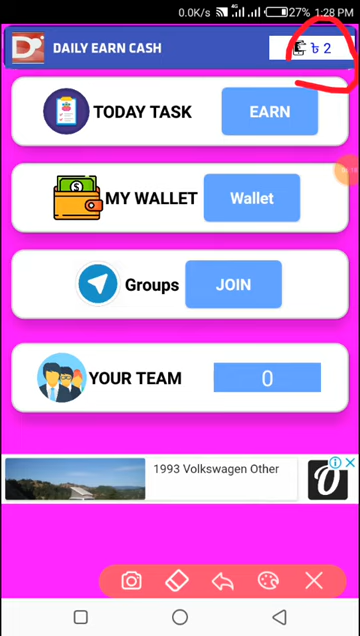 0.0K/s 4G 27% 1:28 PM
DAILY EARN CASH
৳ 2
TODAY TASK
EARN
MY WALLET
Wallet
Groups
JOIN
YOUR TEAM
0
1993 Volkswagen Other